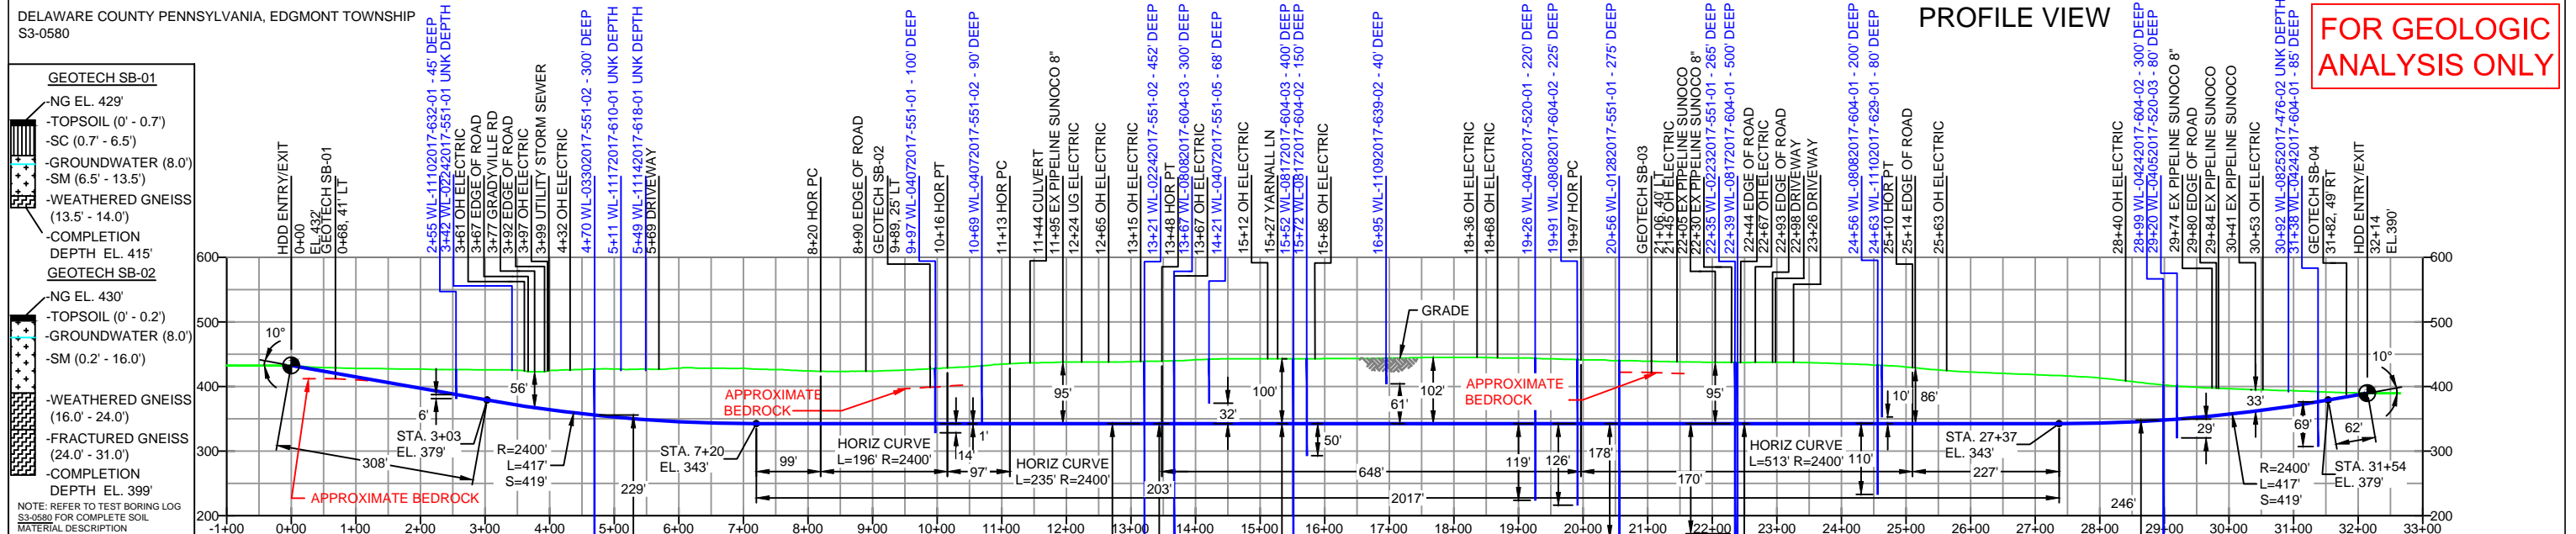 DELAWARE COUNTY PENNSYLVANIA, EDGMONT TOWNSHIP
S3-0580
PROFILE VIEW
FOR GEOLOGIC
ANALYSIS ONLY
GEOTECH SB-01
-NG EL. 429'
-TOPSOIL (0' - 0.7')
-SC (0.7' - 6.5')
-GROUNDWATER (8.0')
-SM (6.5' - 13.5')
-WEATHERED GNEISS
(13.5' - 14.0')
-COMPLETION
DEPTH EL. 415'
GEOTECH SB-02
-NG EL. 430'
-TOPSOIL (0' - 0.2')
-GROUNDWATER (8.0')
-SM (0.2' - 16.0')
-WEATHERED GNEISS
(16.0' - 24.0')
-FRACTURED GNEISS
(24.0' - 31.0')
-COMPLETION
DEPTH EL. 399'
NOTE: REFER TO TEST BORING LOG
S3-0580 FOR COMPLETE SOIL
MATERIAL DESCRIPTION
HDD ENTRY/EXIT
0+00
EL.432'
GEOTECH SB-01
0+68, 41' LT
2+55 WL-11102017-632-01 - 45' DEEP
3+42 WL-02242017-551-01 UNK DEPTH
3+61 OH ELECTRIC
3+67 EDGE OF ROAD
3+77 GRADYVILLE RD
3+92 EDGE OF ROAD
3+97 OH ELECTRIC
3+99 UTILITY STORM SEWER
4+32 OH ELECTRIC
4+70 WL-03302017-551-02 - 300' DEEP
5+11 WL-11172017-610-01 UNK DEPTH
5+49 WL-11142017-618-01 UNK DEPTH
5+69 DRIVEWAY
8+20 HOR PC
8+90 EDGE OF ROAD
GEOTECH SB-02
9+89, 25' LT
9+97 WL-04072017-551-01 - 100' DEEP
10+16 HOR PT
10+69 WL-04072017-551-02 - 90' DEEP
11+13 HOR PC
11+44 CULVERT
11+95 EX PIPELINE SUNOCO 8"
12+24 UG ELECTRIC
12+65 OH ELECTRIC
13+15 OH ELECTRIC
13+21 WL-02242017-551-02 - 452' DEEP
13+48 HOR PT
13+67 WL-08082017-604-03 - 300' DEEP
13+67 OH ELECTRIC
14+21 WL-04072017-551-05 - 68' DEEP
15+12 OH ELECTRIC
15+27 YARNALL LN
15+52 WL-08172017-604-03 - 400' DEEP
15+72 WL-08172017-604-02 - 150' DEEP
15+85 OH ELECTRIC
16+95 WL-11092017-639-02 - 40' DEEP
18+36 OH ELECTRIC
18+68 OH ELECTRIC
19+26 WL-04052017-520-01 - 220' DEEP
19+91 WL-08082017-604-02 - 225' DEEP
19+97 HOR PC
20+56 WL-01282017-551-01 - 275' DEEP
GEOTECH SB-03
21+06, 40' LT
21+45 OH ELECTRIC
22+05 EX PIPELINE SUNOCO
22+30 EX PIPELINE SUNOCO 8"
22+35 WL-02232017-551-01 - 265' DEEP
22+39 WL-08172017-604-01 - 500' DEEP
22+44 EDGE OF ROAD
22+67 OH ELECTRIC
22+93 EDGE OF ROAD
22+98 DRIVEWAY
23+26 DRIVEWAY
24+56 WL-08082017-604-01 - 200' DEEP
24+63 WL-11102017-629-01 - 80' DEEP
25+10 HOR PT
25+14 EDGE OF ROAD
25+63 OH ELECTRIC
28+40 OH ELECTRIC
28+99 WL-04242017-604-02 - 300' DEEP
29+20 WL-04052017-520-03 - 80' DEEP
29+74 EX PIPELINE SUNOCO 8"
29+80 EDGE OF ROAD
29+84 EX PIPELINE SUNOCO
30+41 EX PIPELINE SUNOCO
30+53 OH ELECTRIC
30+92 WL-08252017-476-02 UNK DEPTH
31+38 WL-04242017-604-01 - 85' DEEP
GEOTECH SB-04
31+82, 49' RT
HDD ENTRY/EXIT
32+14
EL.390'
600
500
400
300
200
600
500
400
300
200
10°
6'
56'
308'
STA. 3+03
EL. 379'
R=2400'
L=417'
S=419'
229'
APPROXIMATE BEDROCK
STA. 7+20
EL. 343'
99'
APPROXIMATE
BEDROCK
HORIZ CURVE
L=196' R=2400'
14'
1'
97'
95'
HORIZ CURVE
L=235' R=2400'
203'
32'
100'
50'
648'
GRADE
61'
102'
2017'
APPROXIMATE
BEDROCK
119'
126'
178'
95'
170'
HORIZ CURVE
L=513' R=2400'
110'
10'
86'
227'
STA. 27+37
EL. 343'
246'
29'
33'
69'
R=2400'
L=417'
S=419'
STA. 31+54
EL. 379'
62'
10°
-1+00 0+00 1+00 2+00 3+00 4+00 5+00 6+00 7+00 8+00 9+00 10+00 11+00 12+00 13+00 14+00 15+00 16+00 17+00 18+00 19+00 20+00 21+00 22+00 23+00 24+00 25+00 26+00 27+00 28+00 29+00 30+00 31+00 32+00 33+00